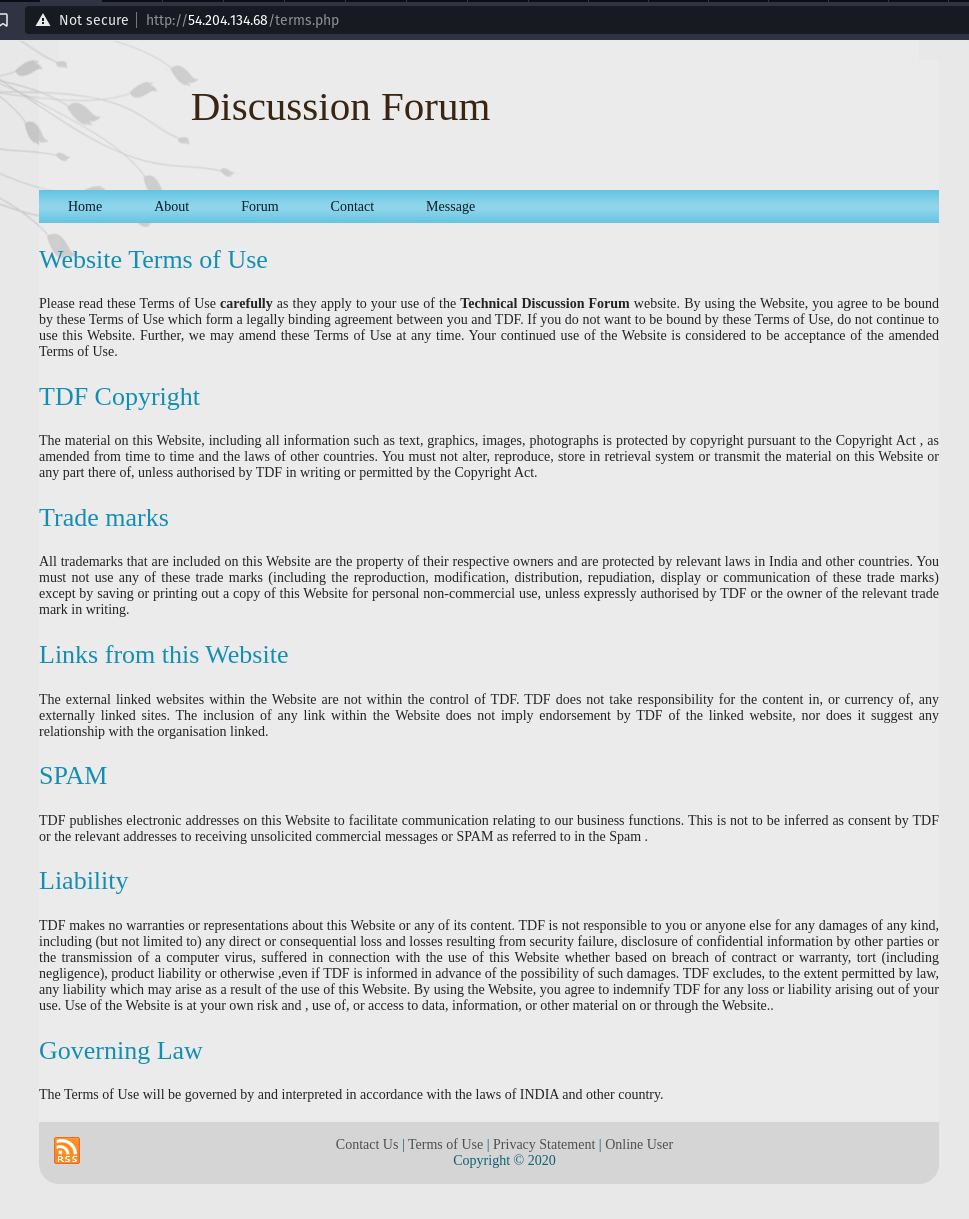 Not secure http://54.204.134.68/terms.php
Discussion Forum
Home About Forum Contact Message
Website Terms of Use
Please read these Terms of Use carefully as they apply to your use of the Technical Discussion Forum website. By using the Website, you agree to be bound
by these Terms of Use which form a legally binding agreement between you and TDF. If you do not want to be bound by these Terms of Use, do not continue to
use this Website. Further, we may amend these Terms of Use at any time. Your continued use of the Website is considered to be acceptance of the amended
Terms of Use.
TDF Copyright
The material on this Website, including all information such as text, graphics, images, photographs is protected by copyright pursuant to the Copyright Act , as
amended from time to time and the laws of other countries. You must not alter, reproduce, store in retrieval system or transmit the material on this Website or
any part there of, unless authorised by TDF in writing or permitted by the Copyright Act.
Trade marks
All trademarks that are included on this Website are the property of their respective owners and are protected by relevant laws in India and other countries. You
must not use any of these trade marks (including the reproduction, modification, distribution, repudiation, display or communication of these trade marks)
except by saving or printing out a copy of this Website for personal non-commercial use, unless expressly authorised by TDF or the owner of the relevant trade
mark in writing.
Links from this Website
The external linked websites within the Website are not within the control of TDF. TDF does not take responsibility for the content in, or currency of, any
externally linked sites. The inclusion of any link within the Website does not imply endorsement by TDF of the linked website, nor does it suggest any
relationship with the organisation linked.
SPAM
TDF publishes electronic addresses on this Website to facilitate communication relating to our business functions. This is not to be inferred as consent by TDF
or the relevant addresses to receiving unsolicited commercial messages or SPAM as referred to in the Spam .
Liability
TDF makes no warranties or representations about this Website or any of its content. TDF is not responsible to you or anyone else for any damages of any kind,
including (but not limited to) any direct or consequential loss and losses resulting from security failure, disclosure of confidential information by other parties or
the transmission of a computer virus, suffered in connection with the use of this Website whether based on breach of contract or warranty, tort (including
negligence), product liability or otherwise ,even if TDF is informed in advance of the possibility of such damages. TDF excludes, to the extent permitted by law,
any liability which may arise as a result of the use of this Website. By using the Website, you agree to indemnify TDF for any loss or liability arising out of your
use. Use of the Website is at your own risk and , use of, or access to data, information, or other material on or through the Website..
Governing Law
The Terms of Use will be governed by and interpreted in accordance with the laws of INDIA and other country.
RSS
Contact Us | Terms of Use | Privacy Statement | Online User
Copyright © 2020